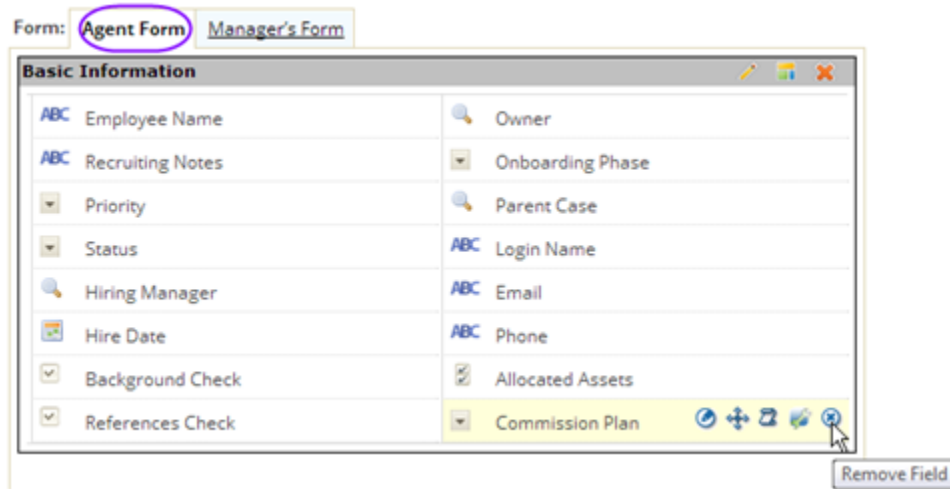 Form: Agent Form Manager's Form
Basic Information
ABC Employee Name Owner
ABC Recruiting Notes Onboarding Phase
Priority Parent Case
Status ABC Login Name
Hiring Manager ABC Email
Hire Date ABC Phone
Background Check Allocated Assets
References Check Commission Plan
Remove Field